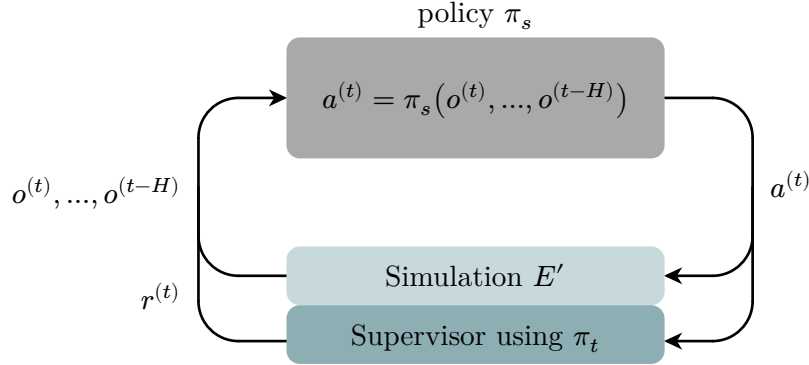 policy π_s
a^{(t)} = π_s(o^{(t)}, ..., o^{(t−H)})
o^{(t)}, ..., o^{(t−H)}
a^{(t)}
Simulation E′
r^{(t)}
Supervisor using π_t